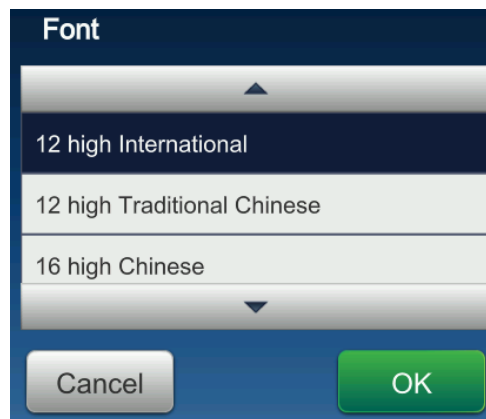 Font
12 high International
12 high Traditional Chinese
16 high Chinese
Cancel
OK